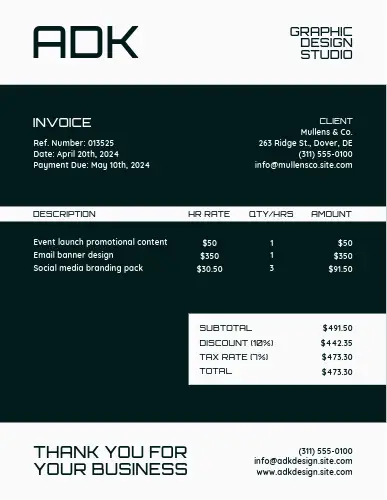 ADK
GRAPHIC
DESIGN
STUDIO
INVOICE
Ref. Number: 013525
Date: April 20th, 2024
Payment Due: May 10th, 2024
CLIENT
Mullens & Co.
263 Ridge St., Dover, DE
(311) 555-0100
info@mullensco.site.com
DESCRIPTION HR RATE QTY/HRS AMOUNT
Event launch promotional content $50 1 $50
Email banner design $350 1 $350
Social media branding pack $30.50 3 $91.50
SUBTOTAL $491.50
DISCOUNT (10%) $442.35
TAX RATE (7%) $473.30
TOTAL $473.30
THANK YOU FOR
YOUR BUSINESS
(311) 555-0100
info@adkdesign.site.com
www.adkdesign.site.com